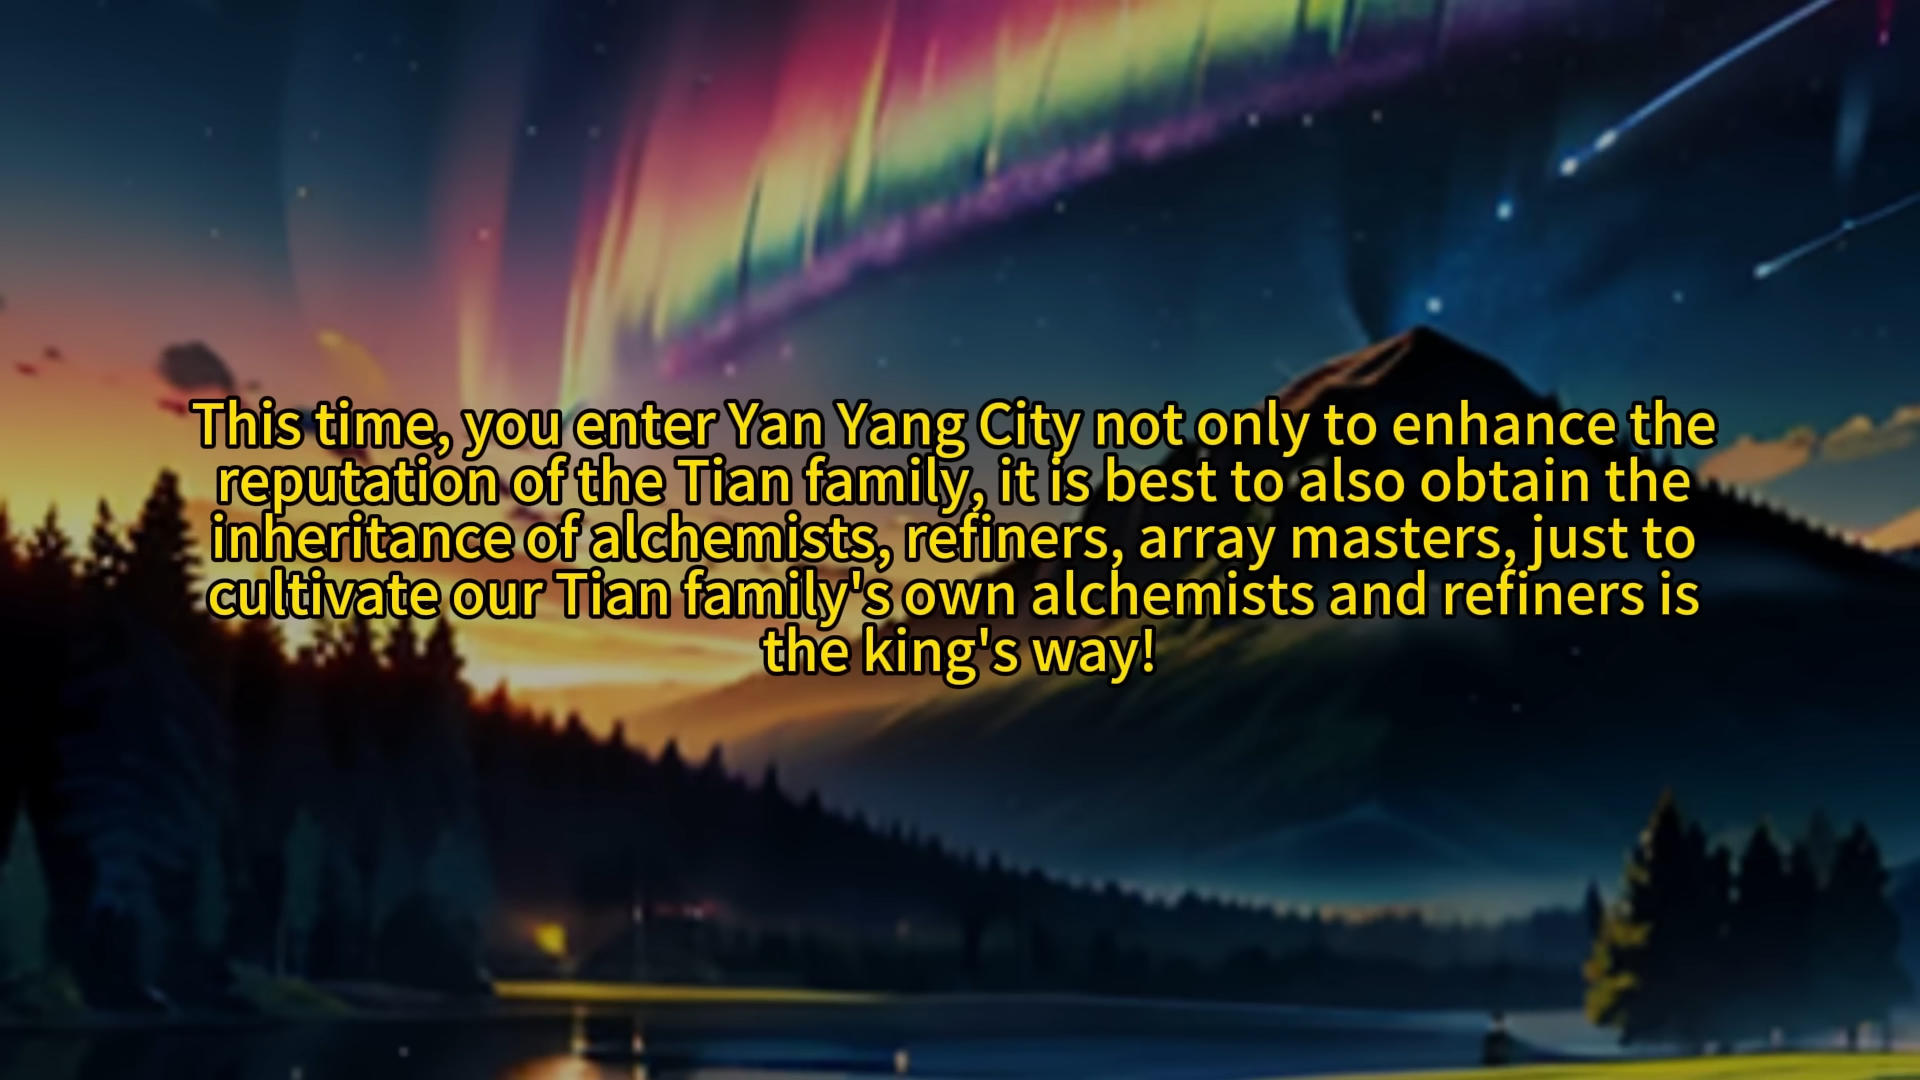 This time, you enter Yan Yang City not only to enhance the
reputation of the Tian family, it is best to also obtain the
inheritance of alchemists, refiners, array masters, just to
cultivate our Tian family's own alchemists and refiners is
the king's way!